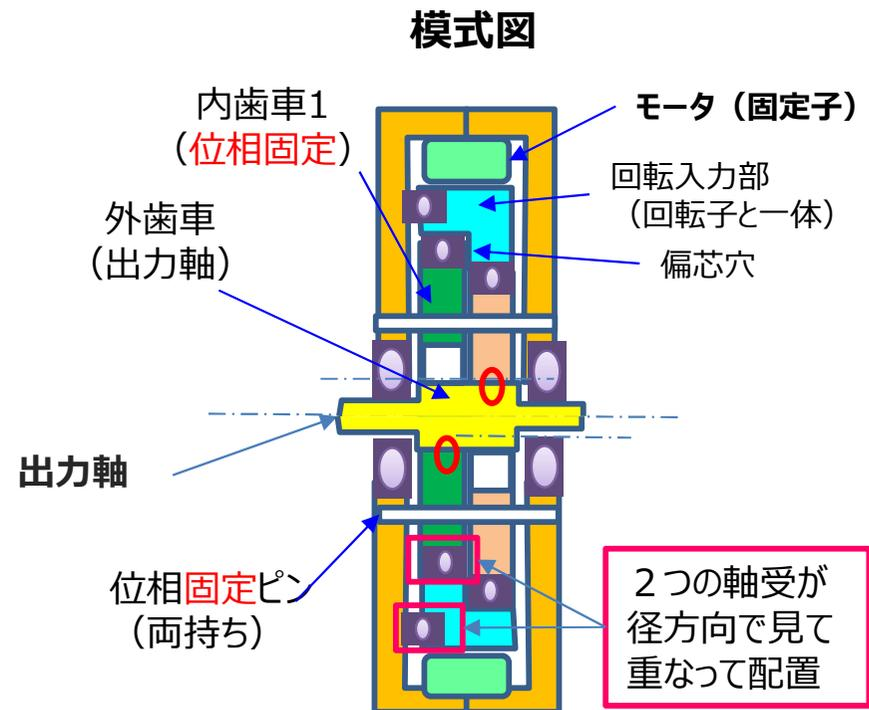 模式図
内歯車1
（位相固定）
モータ（固定子）
回転入力部
（回転子と一体）
外歯車
（出力軸）
偏芯穴
出力軸
位相固定ピン
（両持ち）
２つの軸受が
径方向で見て
重なって配置